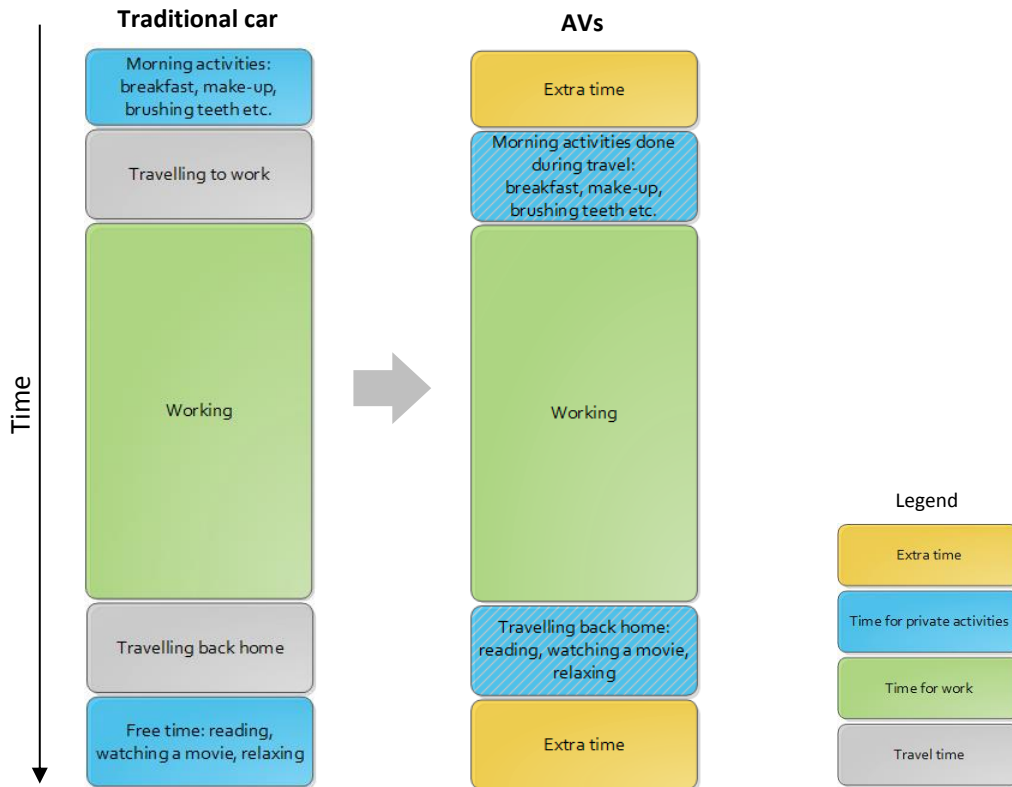 Traditional car
Morning activities:
breakfast, make-up,
brushing teeth etc.
Travelling to work
Working
Travelling back home
Free time: reading,
watching a movie, relaxing
Time
AVs
Extra time
Morning activities done
during travel:
breakfast, make-up,
brushing teeth etc.
Working
Travelling back home:
reading, watching a movie,
relaxing
Extra time
Legend
Extra time
Time for private activities
Time for work
Travel time